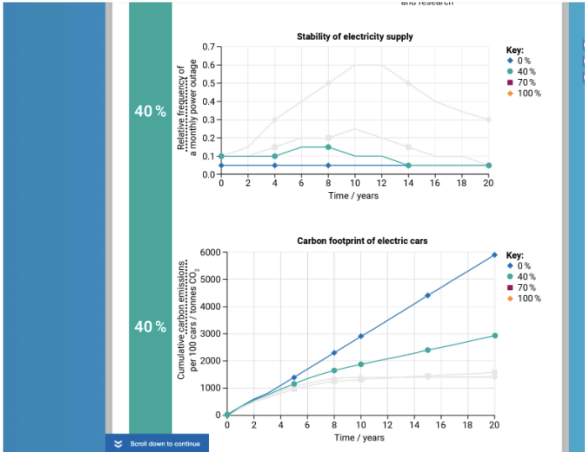 and research
Stability of electricity supply
Relative frequency of
a monthly power outage
0.7
0.6
0.5
0.4
0.3
0.2
0.1
0.0
0 2 4 6 8 10 12 14 16 18 20
Time / years
Key:
0 %
40 %
70 %
100 %
40 %
Carbon footprint of electric cars
Cumulative carbon emissions
per 100 cars / tonnes CO₂
6000
5000
4000
3000
2000
1000
0
0 2 4 6 8 10 12 14 16 18 20
Time / years
Key:
0 %
40 %
70 %
100 %
40 %
Scroll down to continue